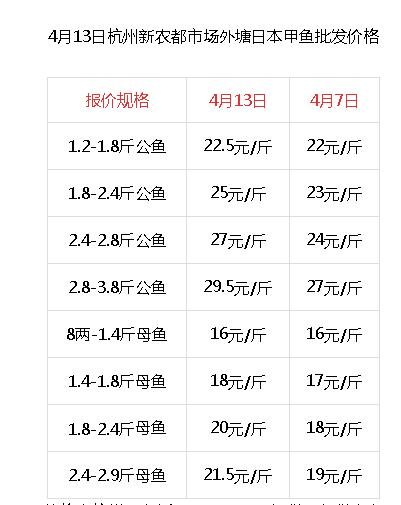 4月13日杭州新农都市场外塘日本甲鱼批发价格
报价规格 4月13日 4月7日
1.2-1.8斤公鱼 22.5元/斤 22元/斤
1.8-2.4斤公鱼 25元/斤 23元/斤
2.4-2.8斤公鱼 27元/斤 24元/斤
2.8-3.8斤公鱼 29.5元/斤 27元/斤
8两-1.4斤母鱼 16元/斤 16元/斤
1.4-1.8斤母鱼 18元/斤 17元/斤
1.8-2.4斤母鱼 20元/斤 18元/斤
2.4-2.9斤母鱼 21.5元/斤 19元/斤